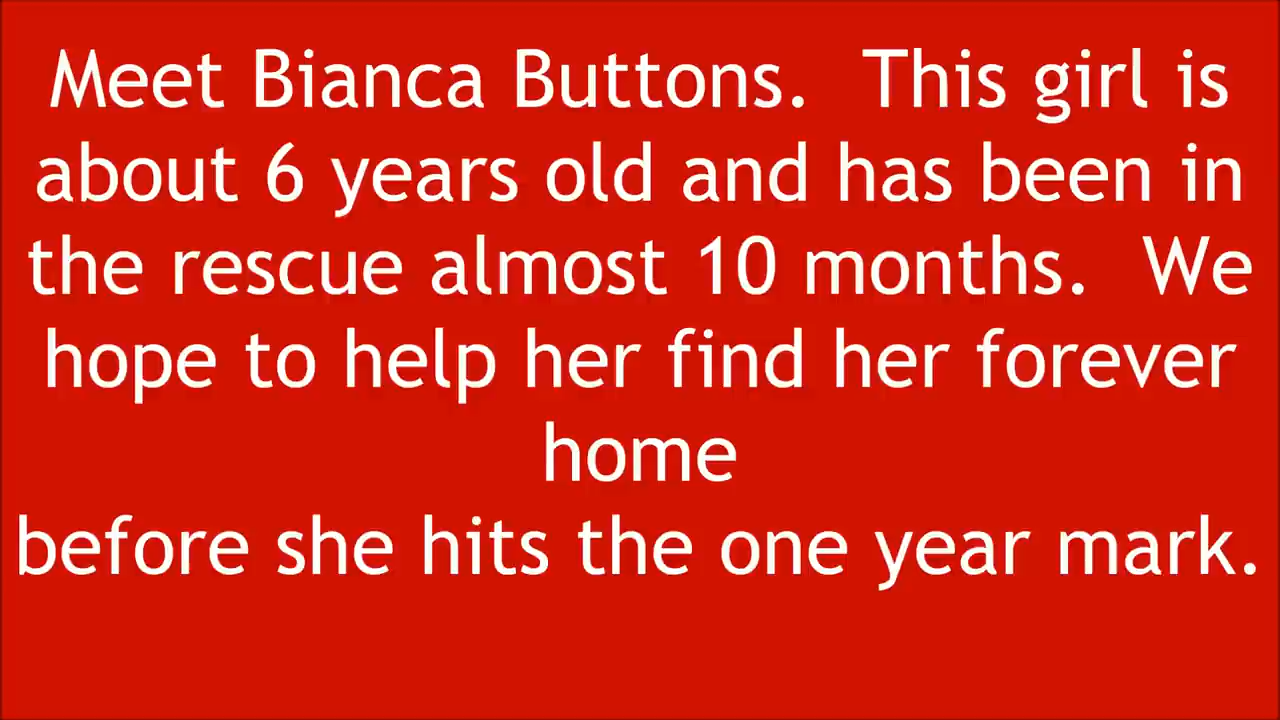 Meet Bianca Buttons.  This girl is
about 6 years old and has been in
the rescue almost 10 months.  We
hope to help her find her forever
home
before she hits the one year mark.